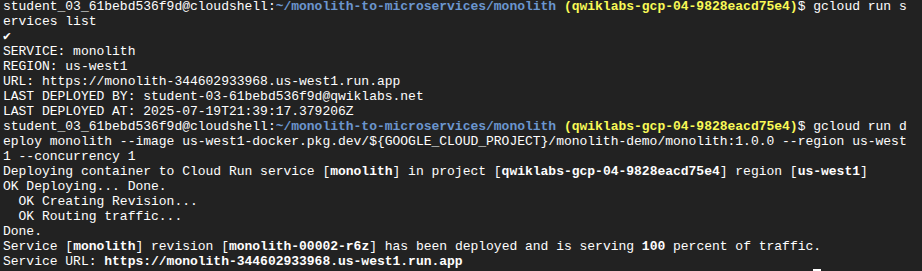 student_03_61bebd536f9d@cloudshell:~/monolith-to-microservices/monolith (qwiklabs-gcp-04-9828eacd75e4)$ gcloud run s
ervices list
✔
SERVICE: monolith
REGION: us-west1
URL: https://monolith-344602933968.us-west1.run.app
LAST DEPLOYED BY: student-03-61bebd536f9d@qwiklabs.net
LAST DEPLOYED AT: 2025-07-19T21:39:17.379206Z
student_03_61bebd536f9d@cloudshell:~/monolith-to-microservices/monolith (qwiklabs-gcp-04-9828eacd75e4)$ gcloud run d
eploy monolith --image us-west1-docker.pkg.dev/${GOOGLE_CLOUD_PROJECT}/monolith-demo/monolith:1.0.0 --region us-west
1 --concurrency 1
Deploying container to Cloud Run service [monolith] in project [qwiklabs-gcp-04-9828eacd75e4] region [us-west1]
OK Deploying... Done.
  OK Creating Revision...
  OK Routing traffic...
Done.
Service [monolith] revision [monolith-00002-r6z] has been deployed and is serving 100 percent of traffic.
Service URL: https://monolith-344602933968.us-west1.run.app